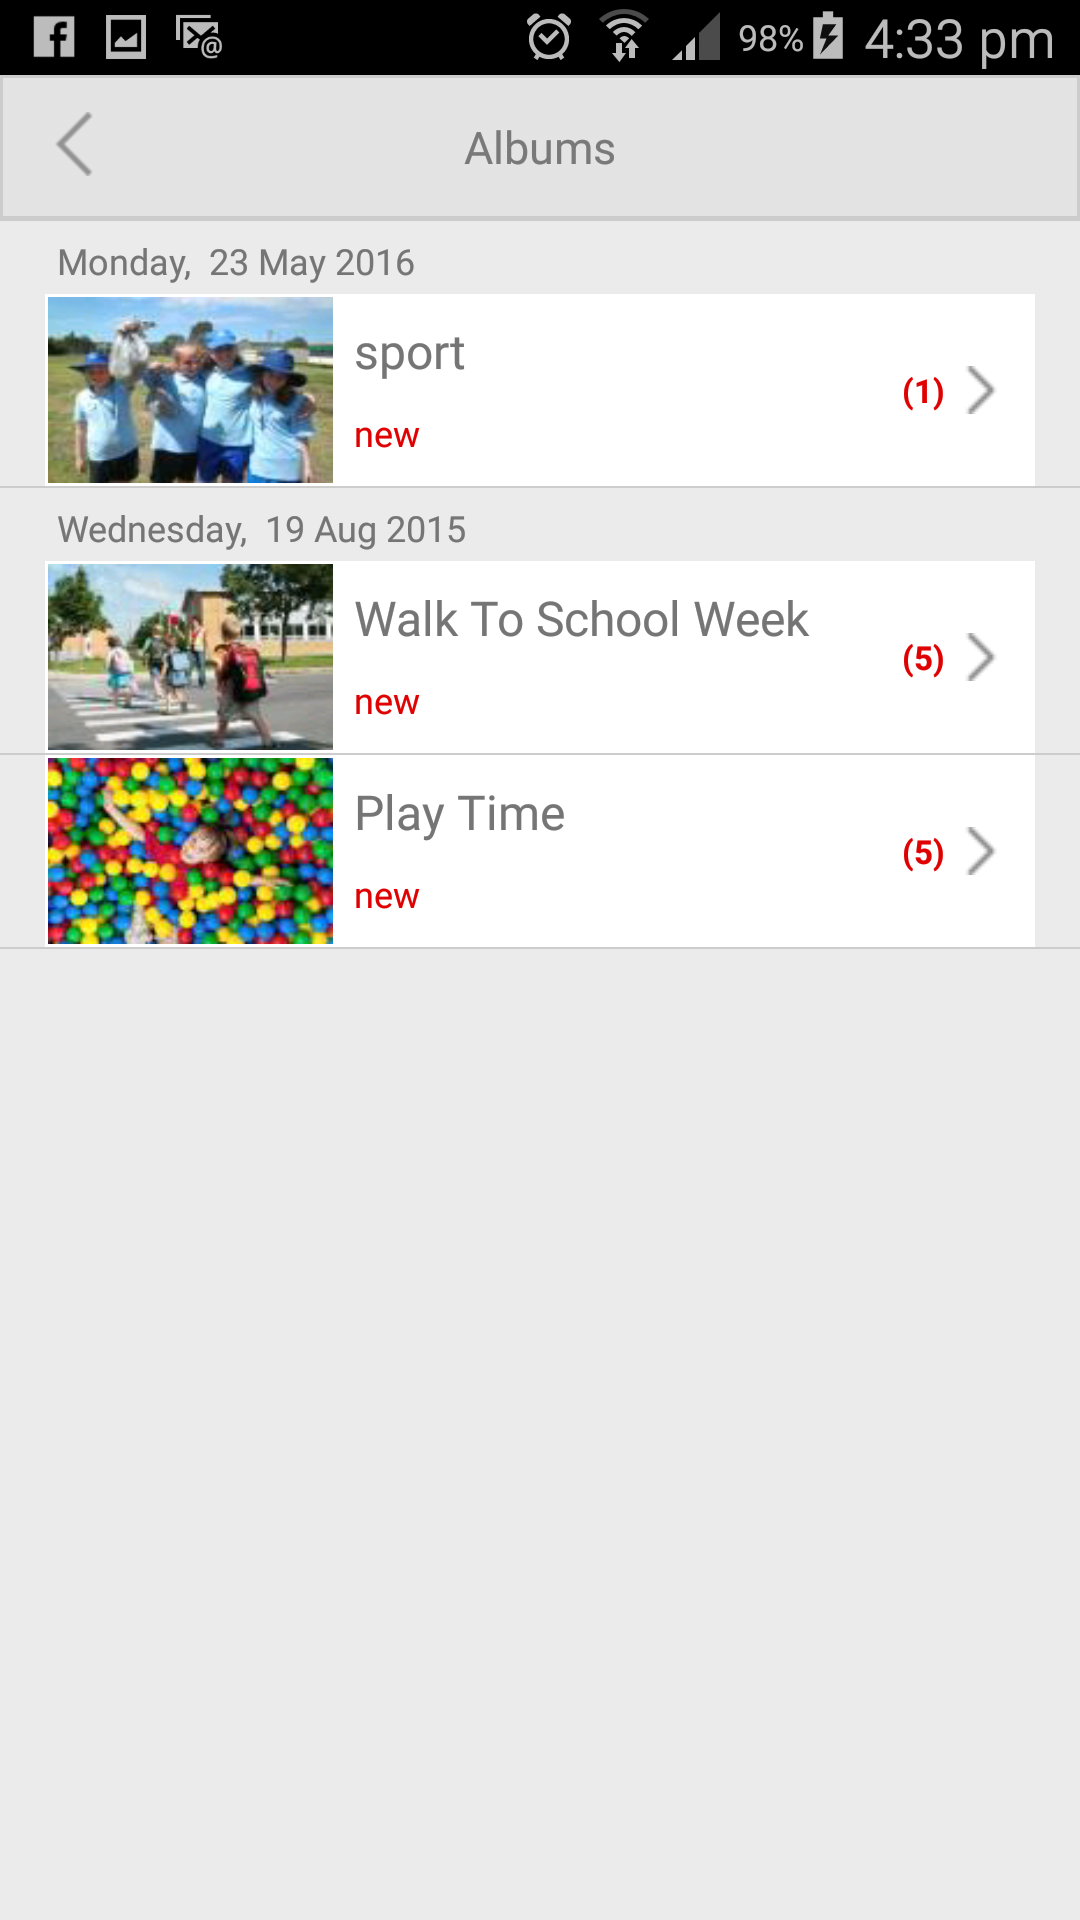 98% 4:33 pm
Albums
Monday, 23 May 2016
sport
(1)
new
Wednesday, 19 Aug 2015
Walk To School Week
(5)
new
Play Time
(5)
new